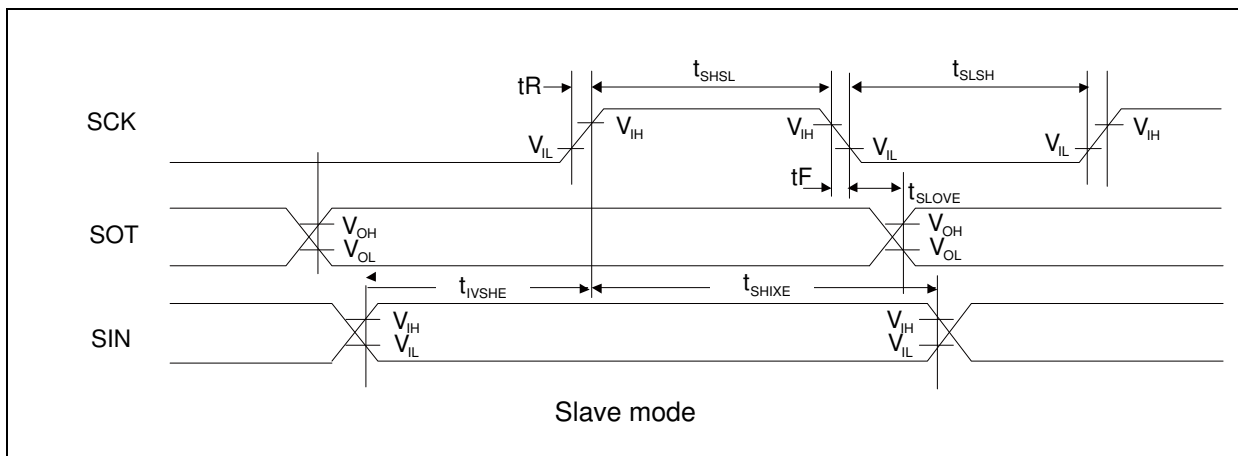 tR
tSHSL
tSLSH
SCK
VIH
VIH
VIH
VIL
VIL
VIL
tF
tSLOVE
SOT
VOH
VOL
VOH
VOL
tIVSHE
tSHIXE
SIN
VIH
VIL
VIH
VIL
Slave mode